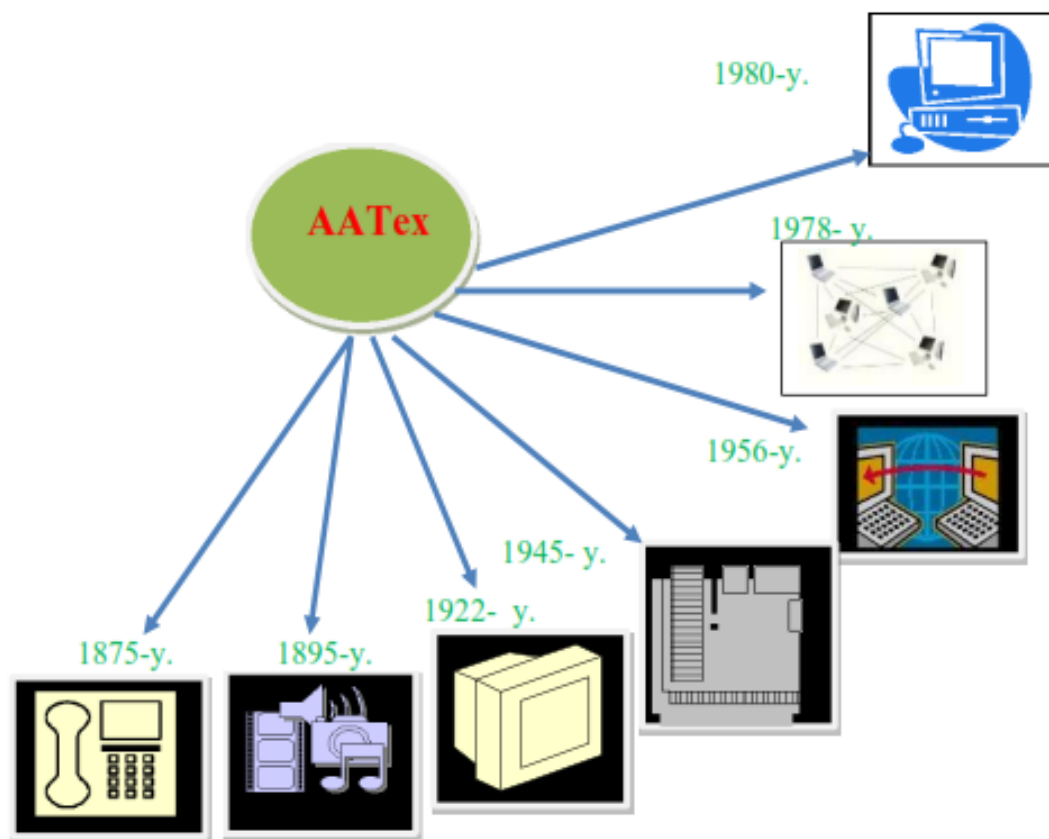 1980-y.
AATex
1978- y.
1956-y.
1945- y.
1922- y.
1875-y.
1895-y.